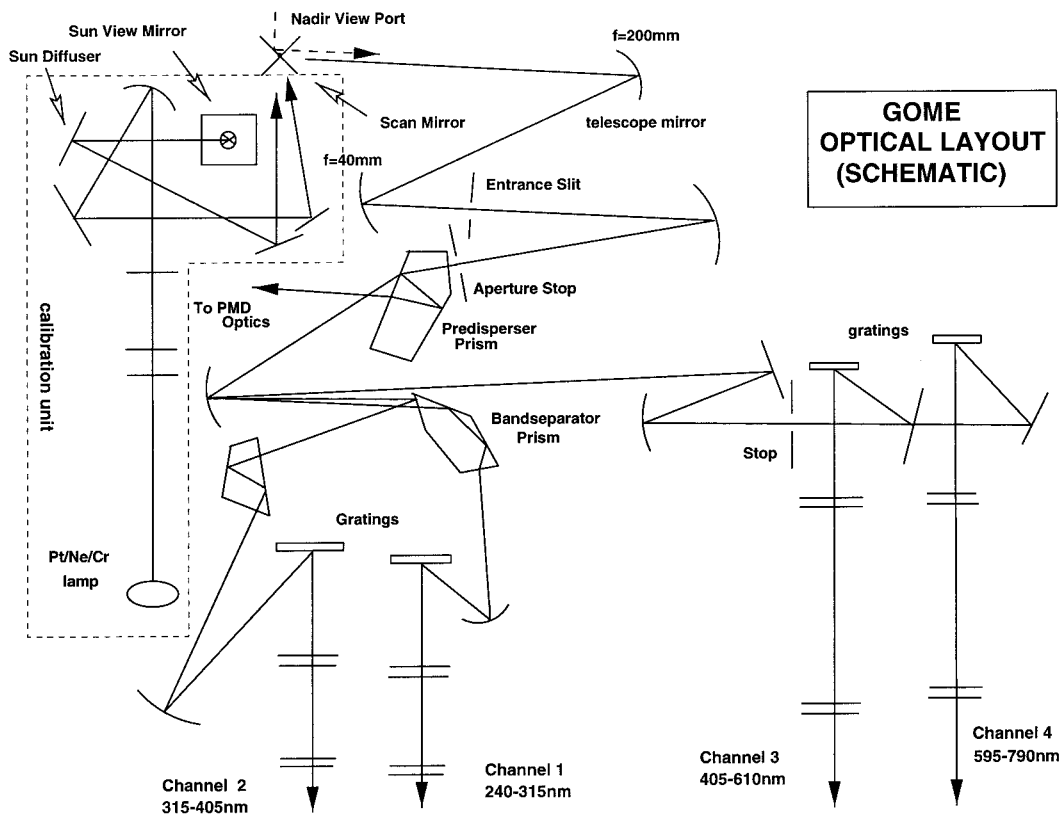 Nadir View Port
Sun View Mirror
Sun Diffuser
f=200mm
Scan Mirror
telescope mirror
GOME
OPTICAL LAYOUT
(SCHEMATIC)
f=40mm
Entrance Slit
Aperture Stop
To PMD
Optics
Predisperser
Prism
calibration unit
gratings
Bandseparator
Prism
Stop
Gratings
Pt/Ne/Cr
lamp
Channel 2
315-405nm
Channel 1
240-315nm
Channel 3
405-610nm
Channel 4
595-790nm